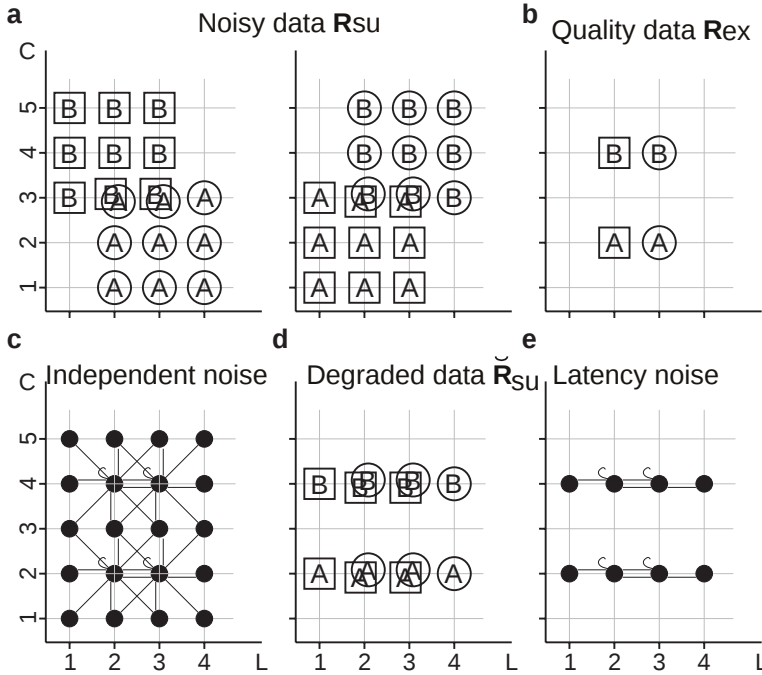 a
Noisy data Rsu
b
Quality data Rex
C
5
B B B
B B B
4
B B B B
B B B
B B
3
B B B A A A
A A A B B B
2
A A A
A A A
A A
1
A A A
A A A
c
Independent noise
d
Degraded data R̆su
e
Latency noise
C
5
4
B B B B B B
3
2
A A A A A A
1
1 2 3 4 L
1 2 3 4 L
1 2 3 4 L